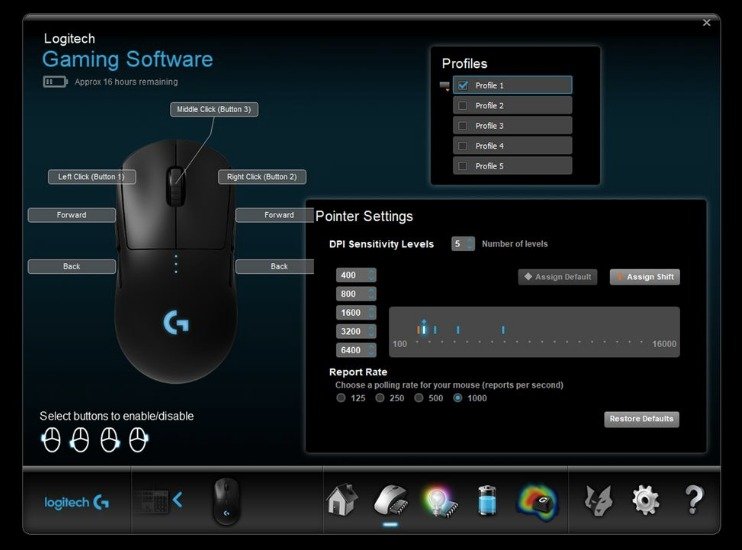 Logitech
Gaming Software
Approx 16 hours remaining
Middle Click (Button 3)
Left Click (Button 1)
Right Click (Button 2)
Forward
Forward
Back
Back
Select buttons to enable/disable
Profiles
Profile 1
Profile 2
Profile 3
Profile 4
Profile 5
Pointer Settings
DPI Sensitivity Levels 5 Number of levels
400
800
1600
3200
6400
Assign Default
Assign Shift
100
16000
Report Rate
Choose a polling rate for your mouse (reports per second)
125 250 500 1000
Restore Defaults
logitech G